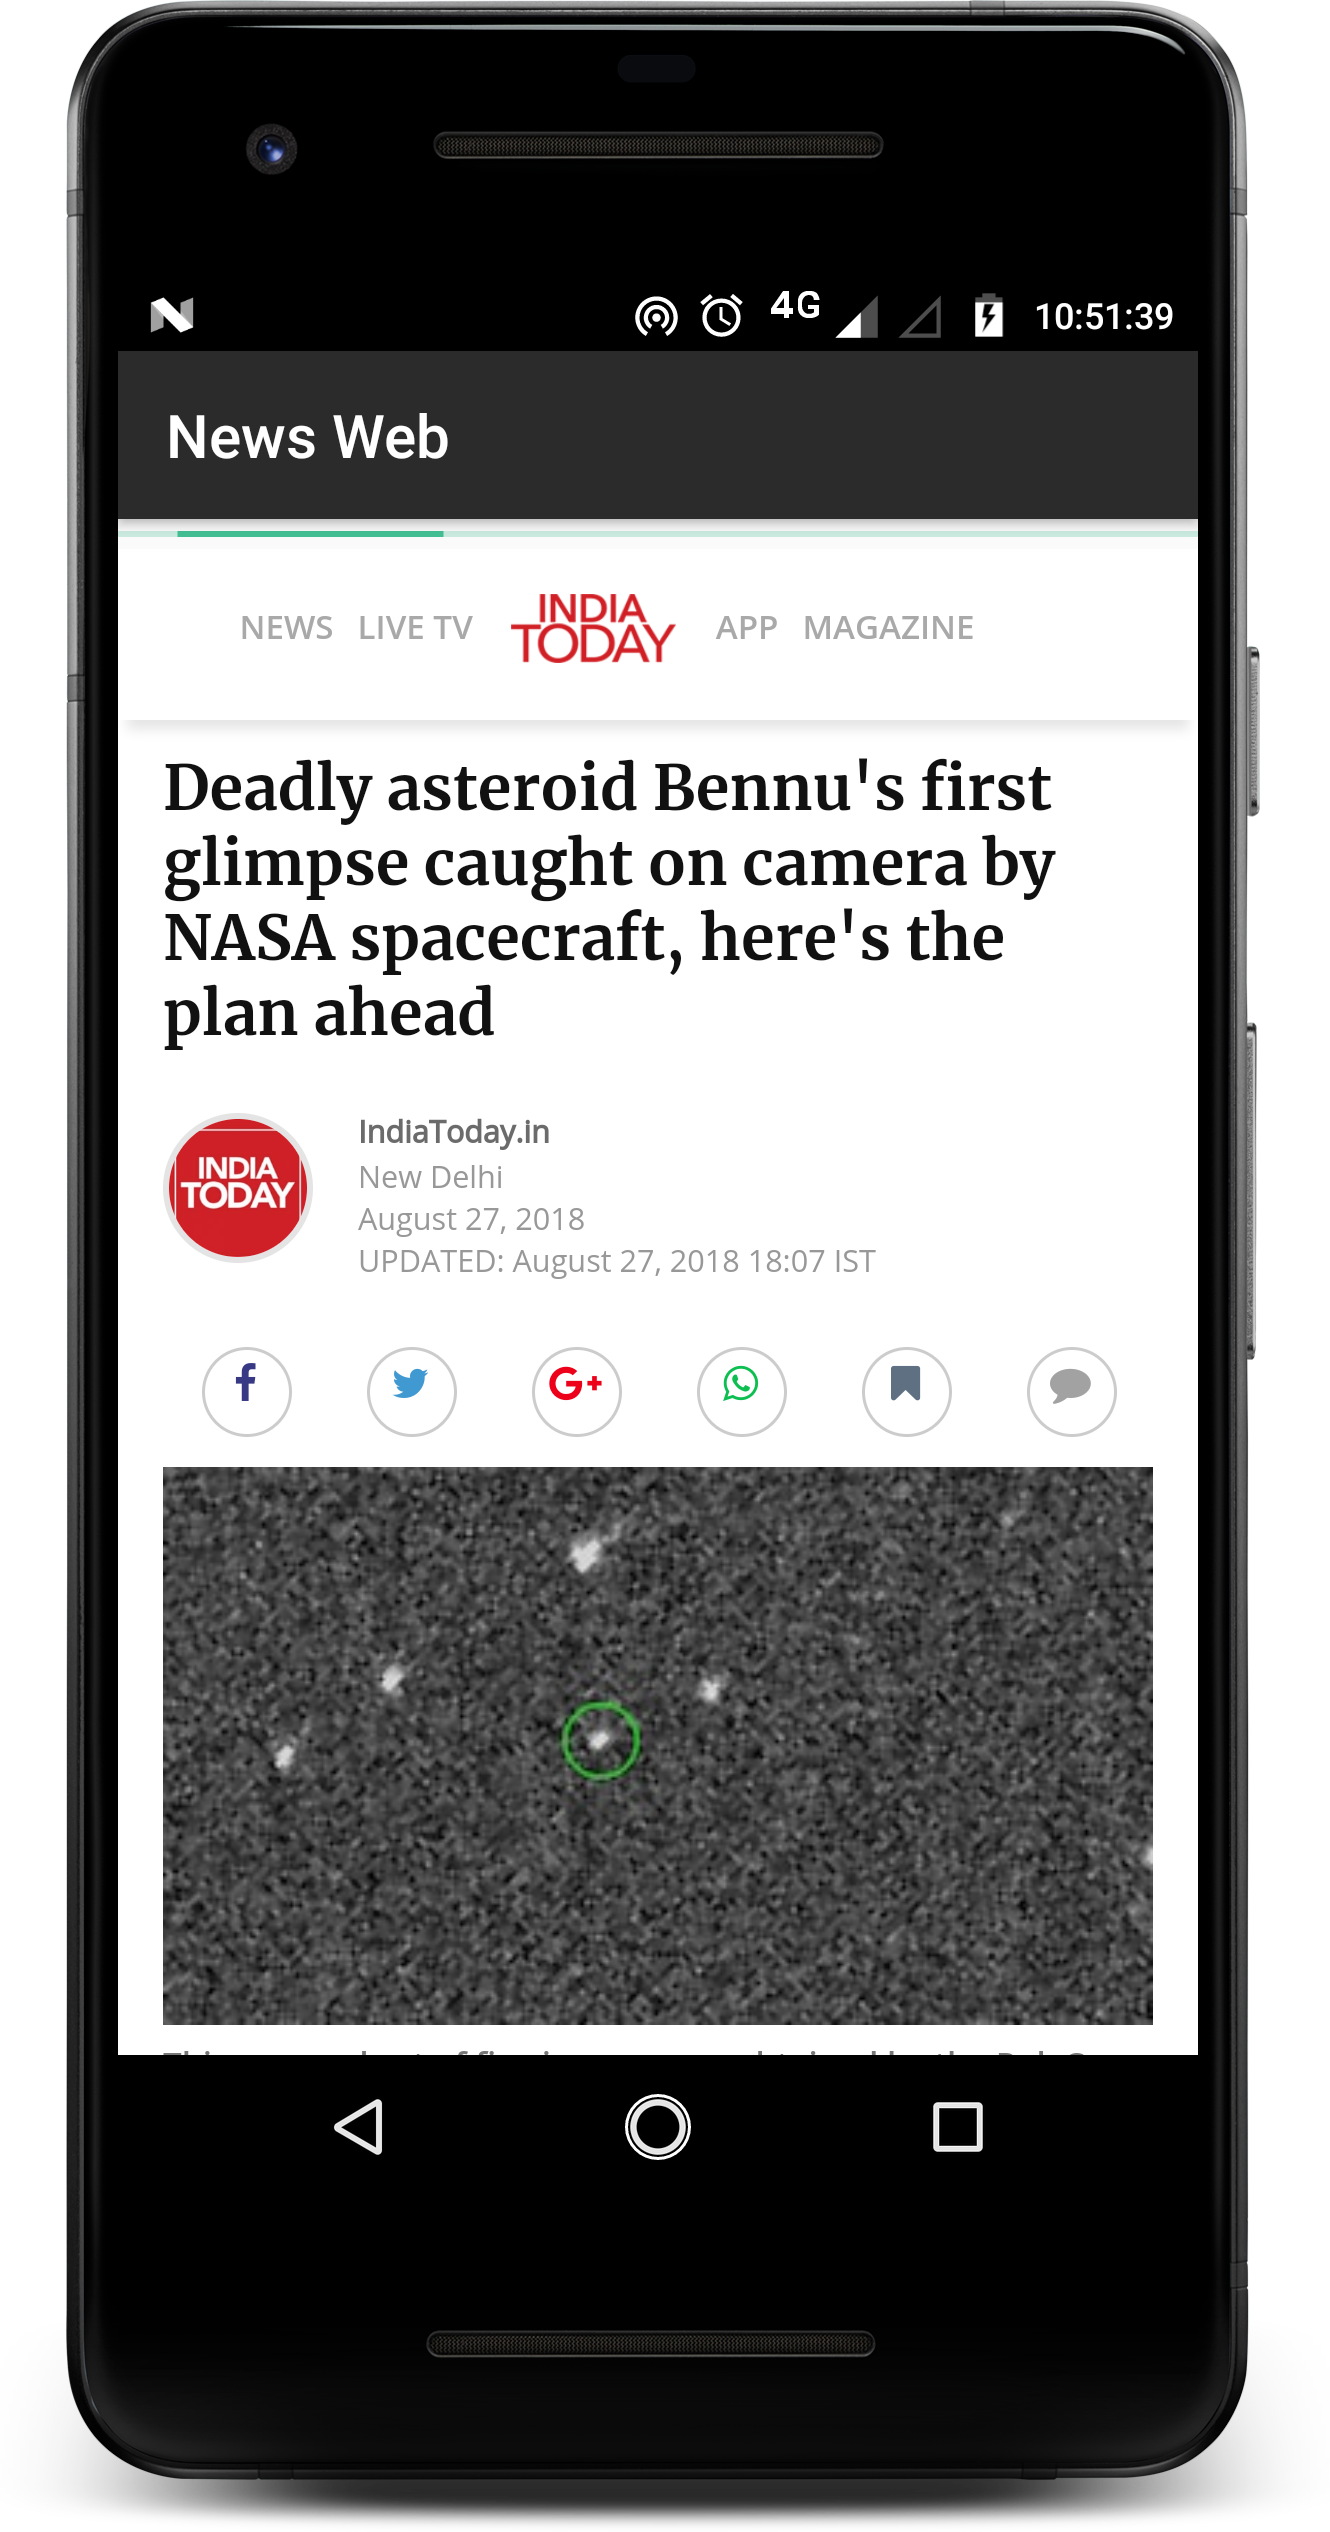 4G
10:51:39
News Web
NEWS LIVE TV INDIA TODAY APP MAGAZINE
Deadly asteroid Bennu's first
glimpse caught on camera by
NASA spacecraft, here's the
plan ahead
INDIA
TODAY
IndiaToday.in
New Delhi
August 27, 2018
UPDATED: August 27, 2018 18:07 IST
f
G+